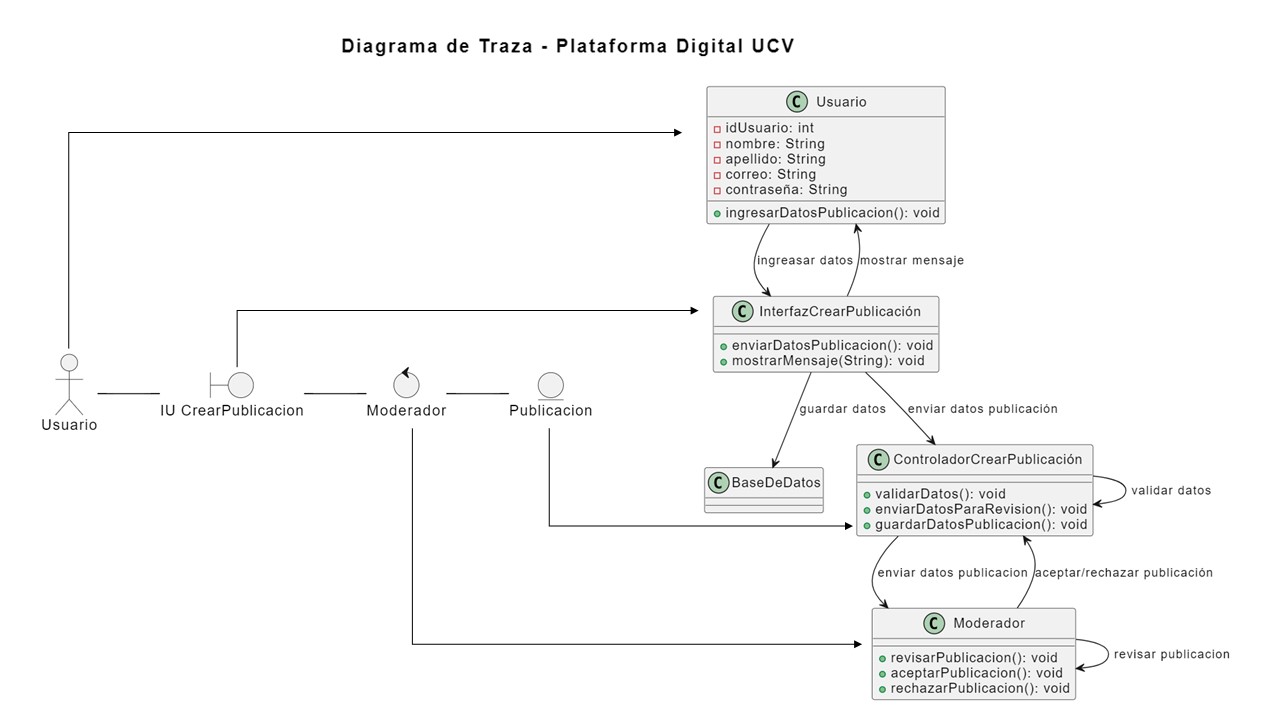 Diagrama de Traza - Plataforma Digital UCV
C Usuario
idUsuario: int
nombre: String
apellido: String
correo: String
contraseña: String
ingresarDatosPublicacion(): void
ingreasar datos
mostrar mensaje
C InterfazCrearPublicación
enviarDatosPublicacion(): void
mostrarMensaje(String): void
Usuario
IU CrearPublicacion
Moderador
Publicacion
guardar datos
enviar datos publicación
C BaseDeDatos
C ControladorCrearPublicación
validarDatos(): void
enviarDatosParaRevision(): void
guardarDatosPublicacion(): void
validar datos
enviar datos publicacion
aceptar/rechazar publicación
C Moderador
revisarPublicacion(): void
aceptarPublicacion(): void
rechazarPublicacion(): void
revisar publicacion